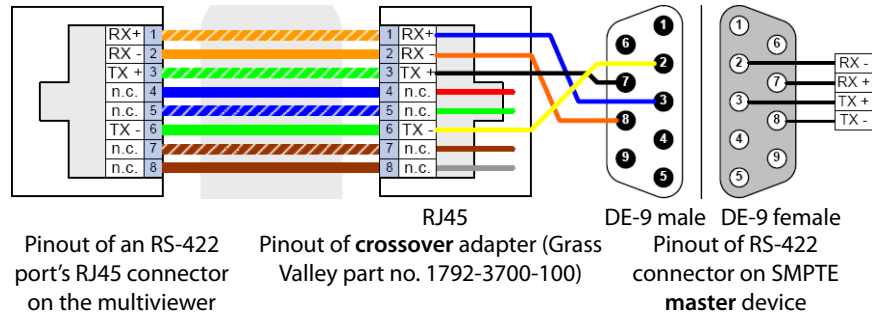 RX+ 1
RX - 2
TX + 3
n.c. 4
n.c. 5
TX - 6
n.c. 7
n.c. 8
1 RX+
2 RX -
3 TX +
4 n.c.
5 n.c.
6 TX -
7 n.c.
8 n.c.
1
6
2
7
3
8
4
9
5
1
6
2
7
3
8
4
9
5
RX -
RX +
TX +
TX -
RJ45
DE-9 male
DE-9 female
Pinout of an RS-422
port's RJ45 connector
on the multiviewer
Pinout of crossover adapter (Grass
Valley part no. 1792-3700-100)
Pinout of RS-422
connector on SMPTE
master device